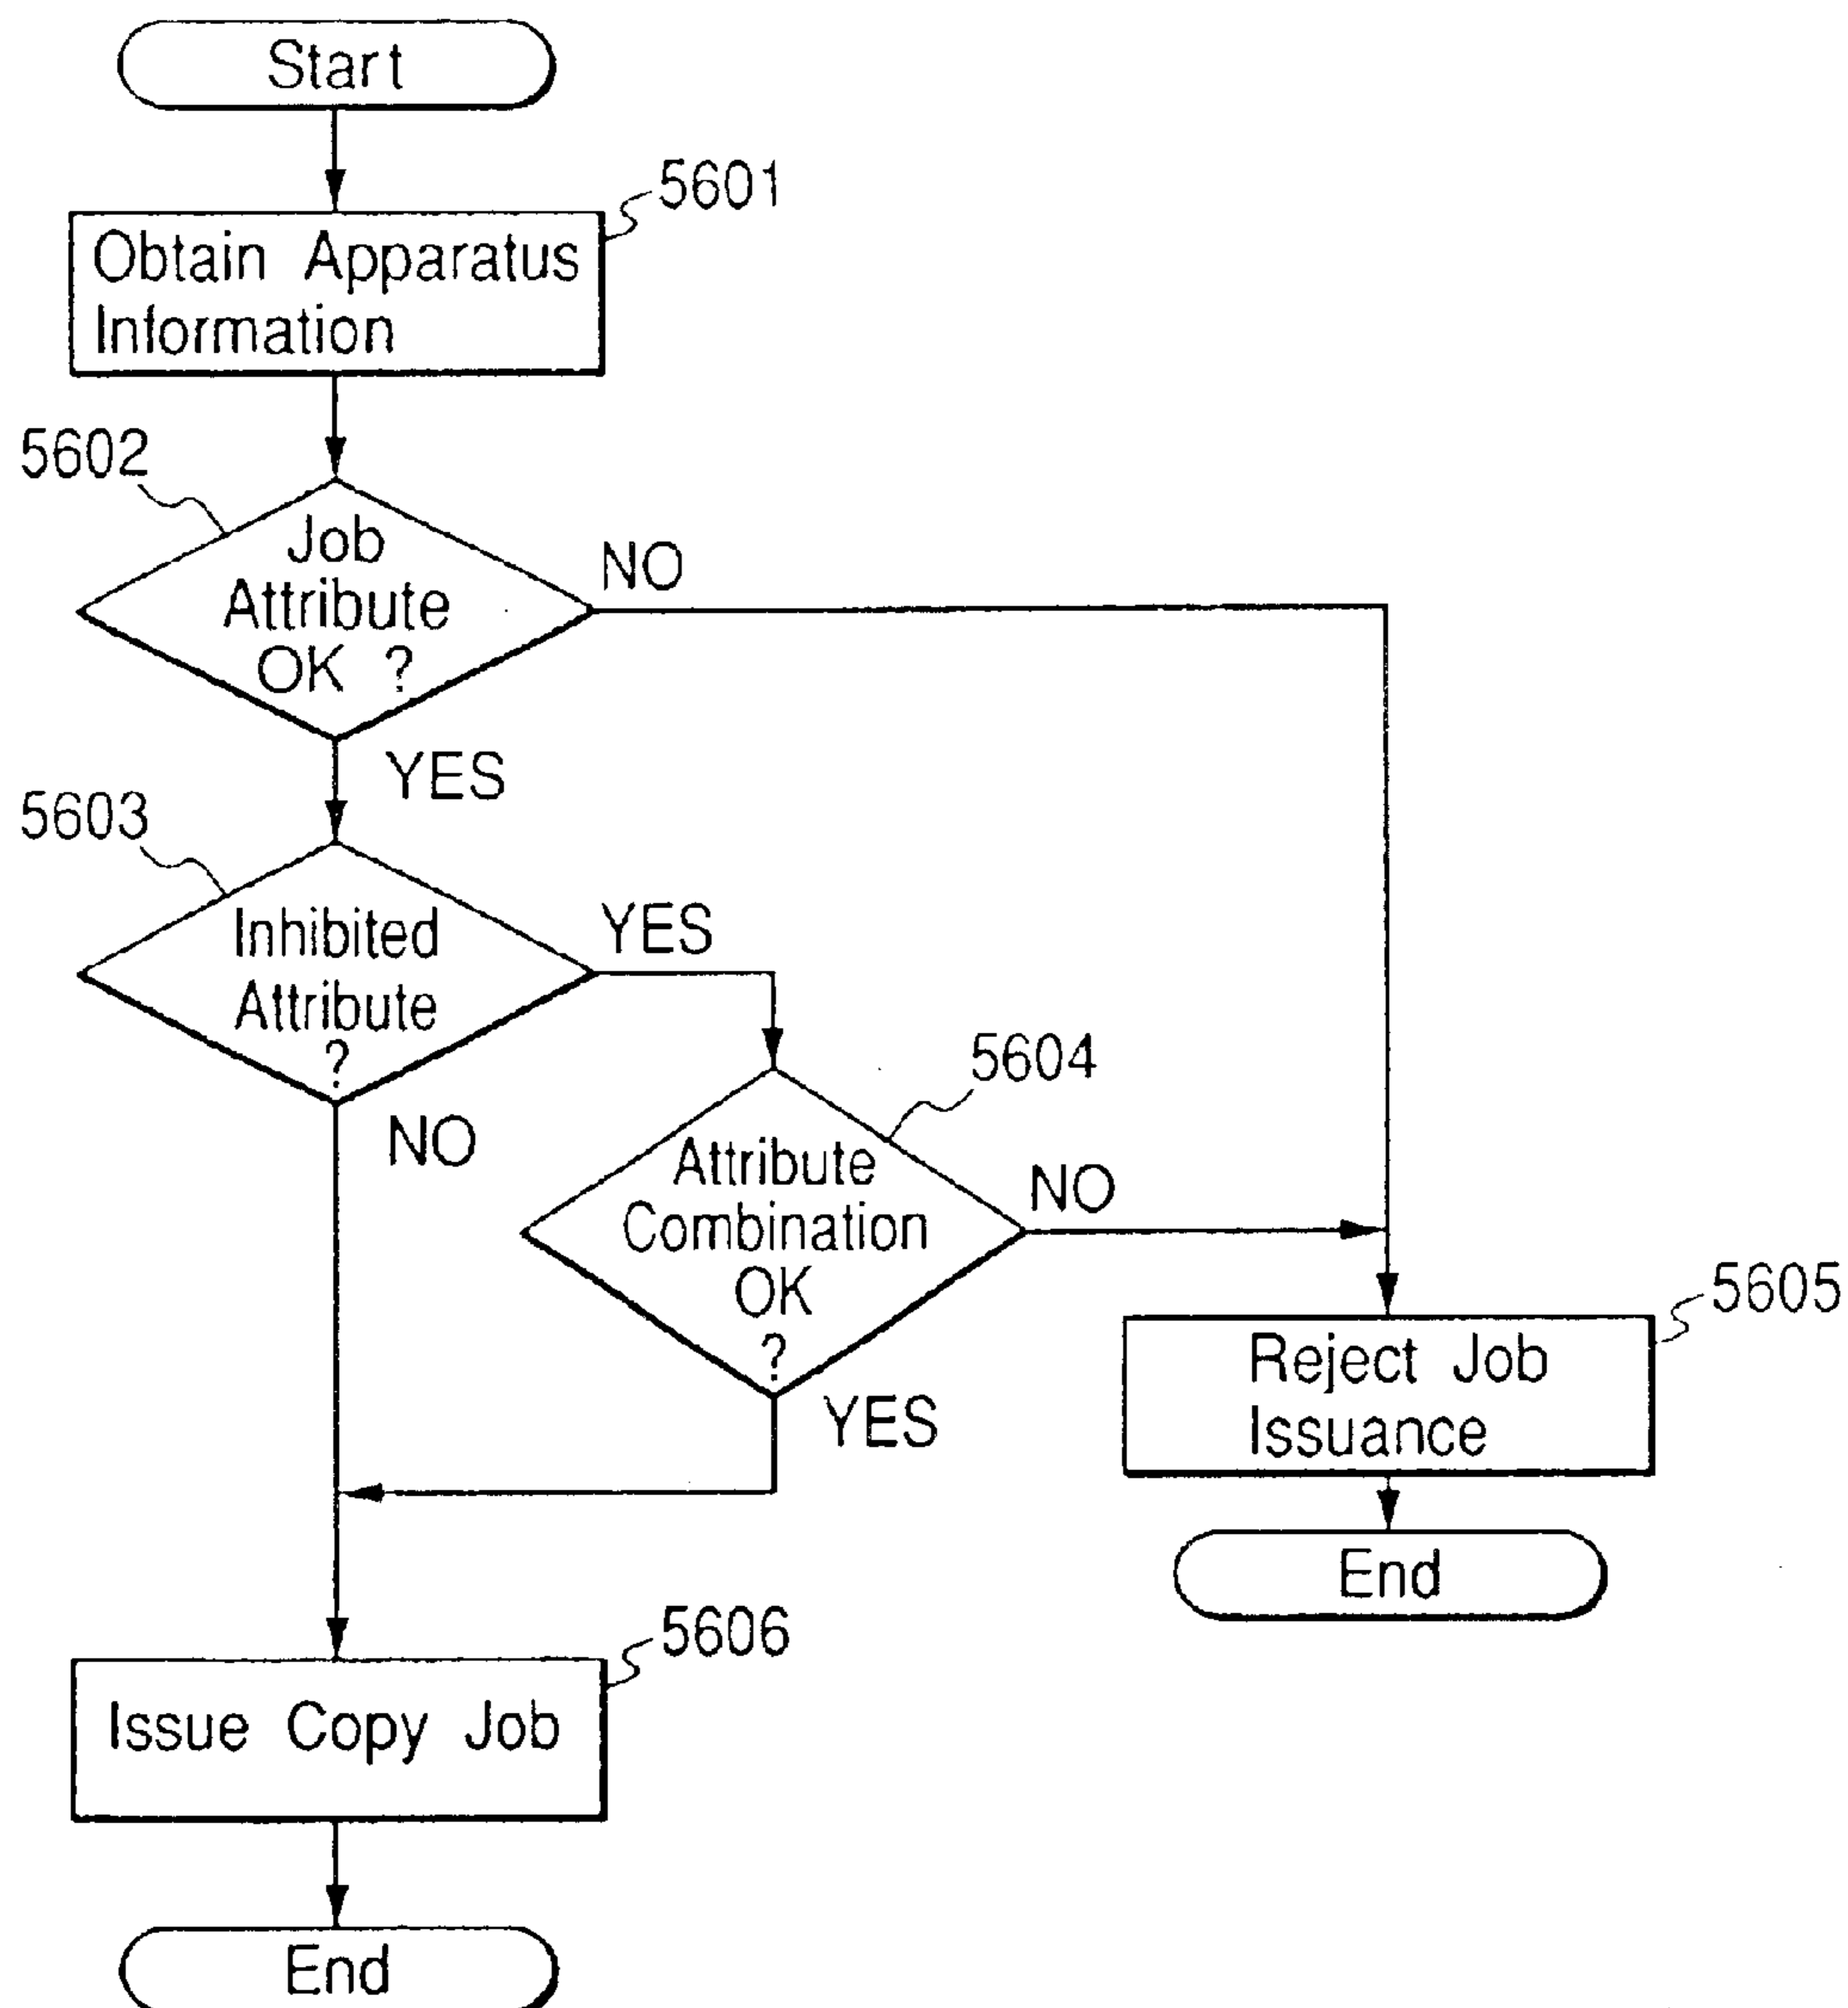 Start
5601
Obtain Apparatus
Information
5602
Job
Attribute
OK ?
NO
YES
5603
Inhibited
Attribute
?
YES
NO
5604
Attribute
Combination
OK
?
NO
YES
5605
Reject Job
Issuance
End
5606
Issue Copy Job
End